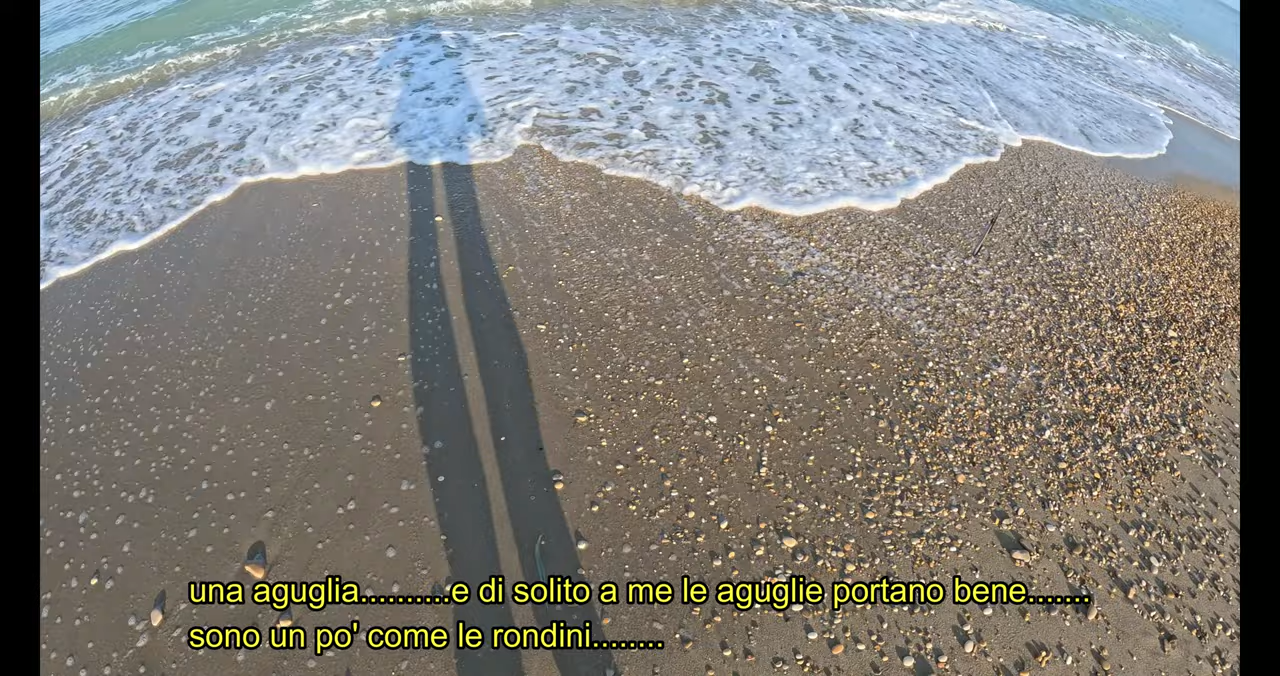 una aguglia..........e di solito a me le aguglie portano bene.......
sono un po' come le rondini........